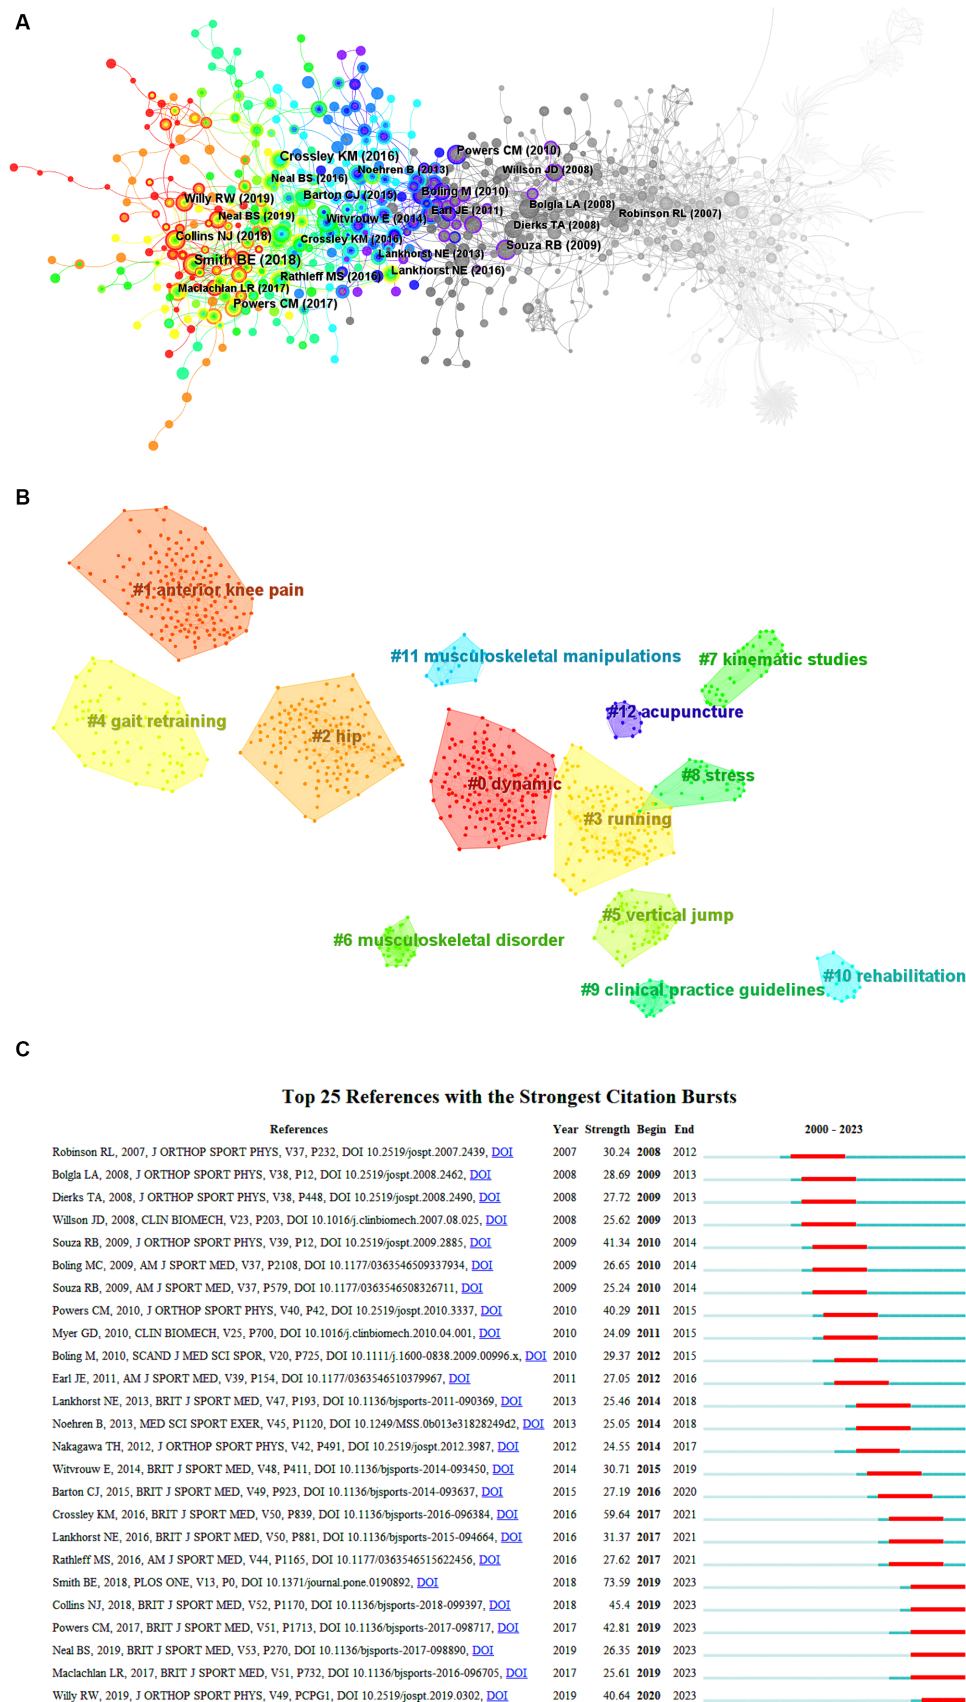 A
Crossley KM (2016)
Powers CM (2010)
Noehren B (2013)
Willson JD (2008)
Neal BS (2016)
Boling M (2010)
Willy RW (2019)
Barton CJ (2015)
Bolgla LA (2008)
Earl JE (2011)
Robinson RL (2007)
Neal BS (2019)
Witvrouw E (2014)
Dierks TA (2008)
Collins NJ (2018)
Crossley KM (2016)
Souza RB (2009)
Lankhorst NE (2013)
Smith BE (2018)
Lankhorst NE (2016)
Rathleff MS (2016)
Maclachlan LR (2017)
Powers CM (2017)
B
#1 anterior knee pain
#11 musculoskeletal manipulations
#7 kinematic studies
#12 acupuncture
#4 gait retraining
#2 hip
#8 stress
#0 dynamic
#3 running
#5 vertical jump
#6 musculoskeletal disorder
#10 rehabilitation
#9 clinical practice guidelines
C
Top 25 References with the Strongest Citation Bursts
References Year Strength Begin End 2000 - 2023
Robinson RL, 2007, J ORTHOP SPORT PHYS, V37, P232, DOI 10.2519/jospt.2007.2439, DOI 2007 30.24 2008 2012
Bolgla LA, 2008, J ORTHOP SPORT PHYS, V38, P12, DOI 10.2519/jospt.2008.2462, DOI 2008 28.69 2009 2013
Dierks TA, 2008, J ORTHOP SPORT PHYS, V38, P448, DOI 10.2519/jospt.2008.2490, DOI 2008 27.72 2009 2013
Willson JD, 2008, CLIN BIOMECH, V23, P203, DOI 10.1016/j.clinbiomech.2007.08.025, DOI 2008 25.62 2009 2013
Souza RB, 2009, J ORTHOP SPORT PHYS, V39, P12, DOI 10.2519/jospt.2009.2885, DOI 2009 41.34 2010 2014
Boling MC, 2009, AM J SPORT MED, V37, P2108, DOI 10.1177/0363546509337934, DOI 2009 26.65 2010 2014
Souza RB, 2009, AM J SPORT MED, V37, P579, DOI 10.1177/0363546508326711, DOI 2009 25.24 2010 2014
Powers CM, 2010, J ORTHOP SPORT PHYS, V40, P42, DOI 10.2519/jospt.2010.3337, DOI 2010 40.29 2011 2015
Myer GD, 2010, CLIN BIOMECH, V25, P700, DOI 10.1016/j.clinbiomech.2010.04.001, DOI 2010 24.09 2011 2015
Boling M, 2010, SCAND J MED SCI SPOR, V20, P725, DOI 10.1111/j.1600-0838.2009.00996.x, DOI 2010 29.37 2012 2015
Earl JE, 2011, AM J SPORT MED, V39, P154, DOI 10.1177/0363546510379967, DOI 2011 27.05 2012 2016
Lankhorst NE, 2013, BRIT J SPORT MED, V47, P193, DOI 10.1136/bjsports-2011-090369, DOI 2013 25.46 2014 2018
Noehren B, 2013, MED SCI SPORT EXER, V45, P1120, DOI 10.1249/MSS.0b013e31828249d2, DOI 2013 25.05 2014 2018
Nakagawa TH, 2012, J ORTHOP SPORT PHYS, V42, P491, DOI 10.2519/jospt.2012.3987, DOI 2012 24.55 2014 2017
Witvrouw E, 2014, BRIT J SPORT MED, V48, P411, DOI 10.1136/bjsports-2014-093450, DOI 2014 30.71 2015 2019
Barton CJ, 2015, BRIT J SPORT MED, V49, P923, DOI 10.1136/bjsports-2014-093637, DOI 2015 27.19 2016 2020
Crossley KM, 2016, BRIT J SPORT MED, V50, P839, DOI 10.1136/bjsports-2016-096384, DOI 2016 59.64 2017 2021
Lankhorst NE, 2016, BRIT J SPORT MED, V50, P881, DOI 10.1136/bjsports-2015-094664, DOI 2016 31.37 2017 2021
Rathleff MS, 2016, AM J SPORT MED, V44, P1165, DOI 10.1177/0363546515622456, DOI 2016 27.62 2017 2021
Smith BE, 2018, PLOS ONE, V13, P0, DOI 10.1371/journal.pone.0190892, DOI 2018 73.59 2019 2023
Collins NJ, 2018, BRIT J SPORT MED, V52, P1170, DOI 10.1136/bjsports-2018-099397, DOI 2018 45.4 2019 2023
Powers CM, 2017, BRIT J SPORT MED, V51, P1713, DOI 10.1136/bjsports-2017-098717, DOI 2017 42.81 2019 2023
Neal BS, 2019, BRIT J SPORT MED, V53, P270, DOI 10.1136/bjsports-2017-098890, DOI 2019 26.35 2019 2023
Maclachlan LR, 2017, BRIT J SPORT MED, V51, P732, DOI 10.1136/bjsports-2016-096705, DOI 2017 25.61 2019 2023
Willy RW, 2019, J ORTHOP SPORT PHYS, V49, PCPG1, DOI 10.2519/jospt.2019.0302, DOI 2019 40.64 2020 2023